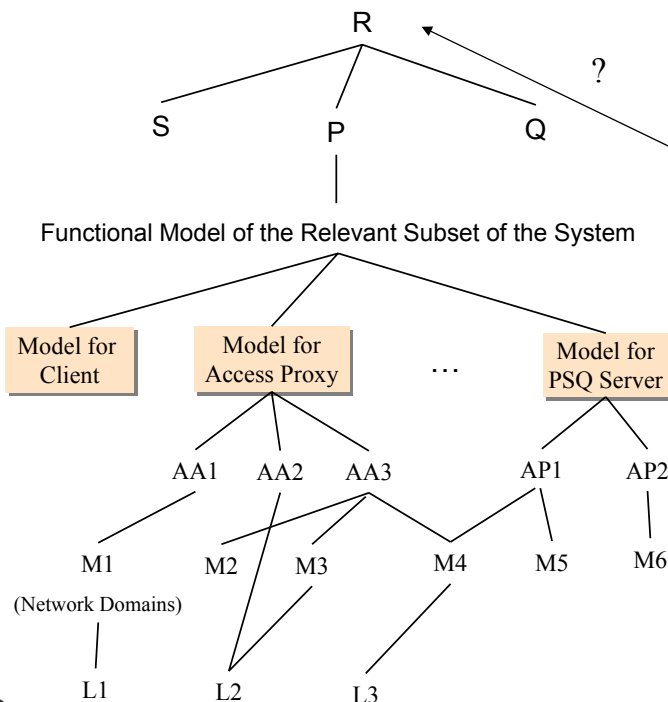 R
?
S
P
Q
Functional Model of the Relevant Subset of the System
Model for
Client
Model for
Access Proxy
...
Model for
PSQ Server
AA1
AA2
AA3
AP1
AP2
M1
M2
M3
M4
M5
M6
(Network Domains)
L1
L2
L3